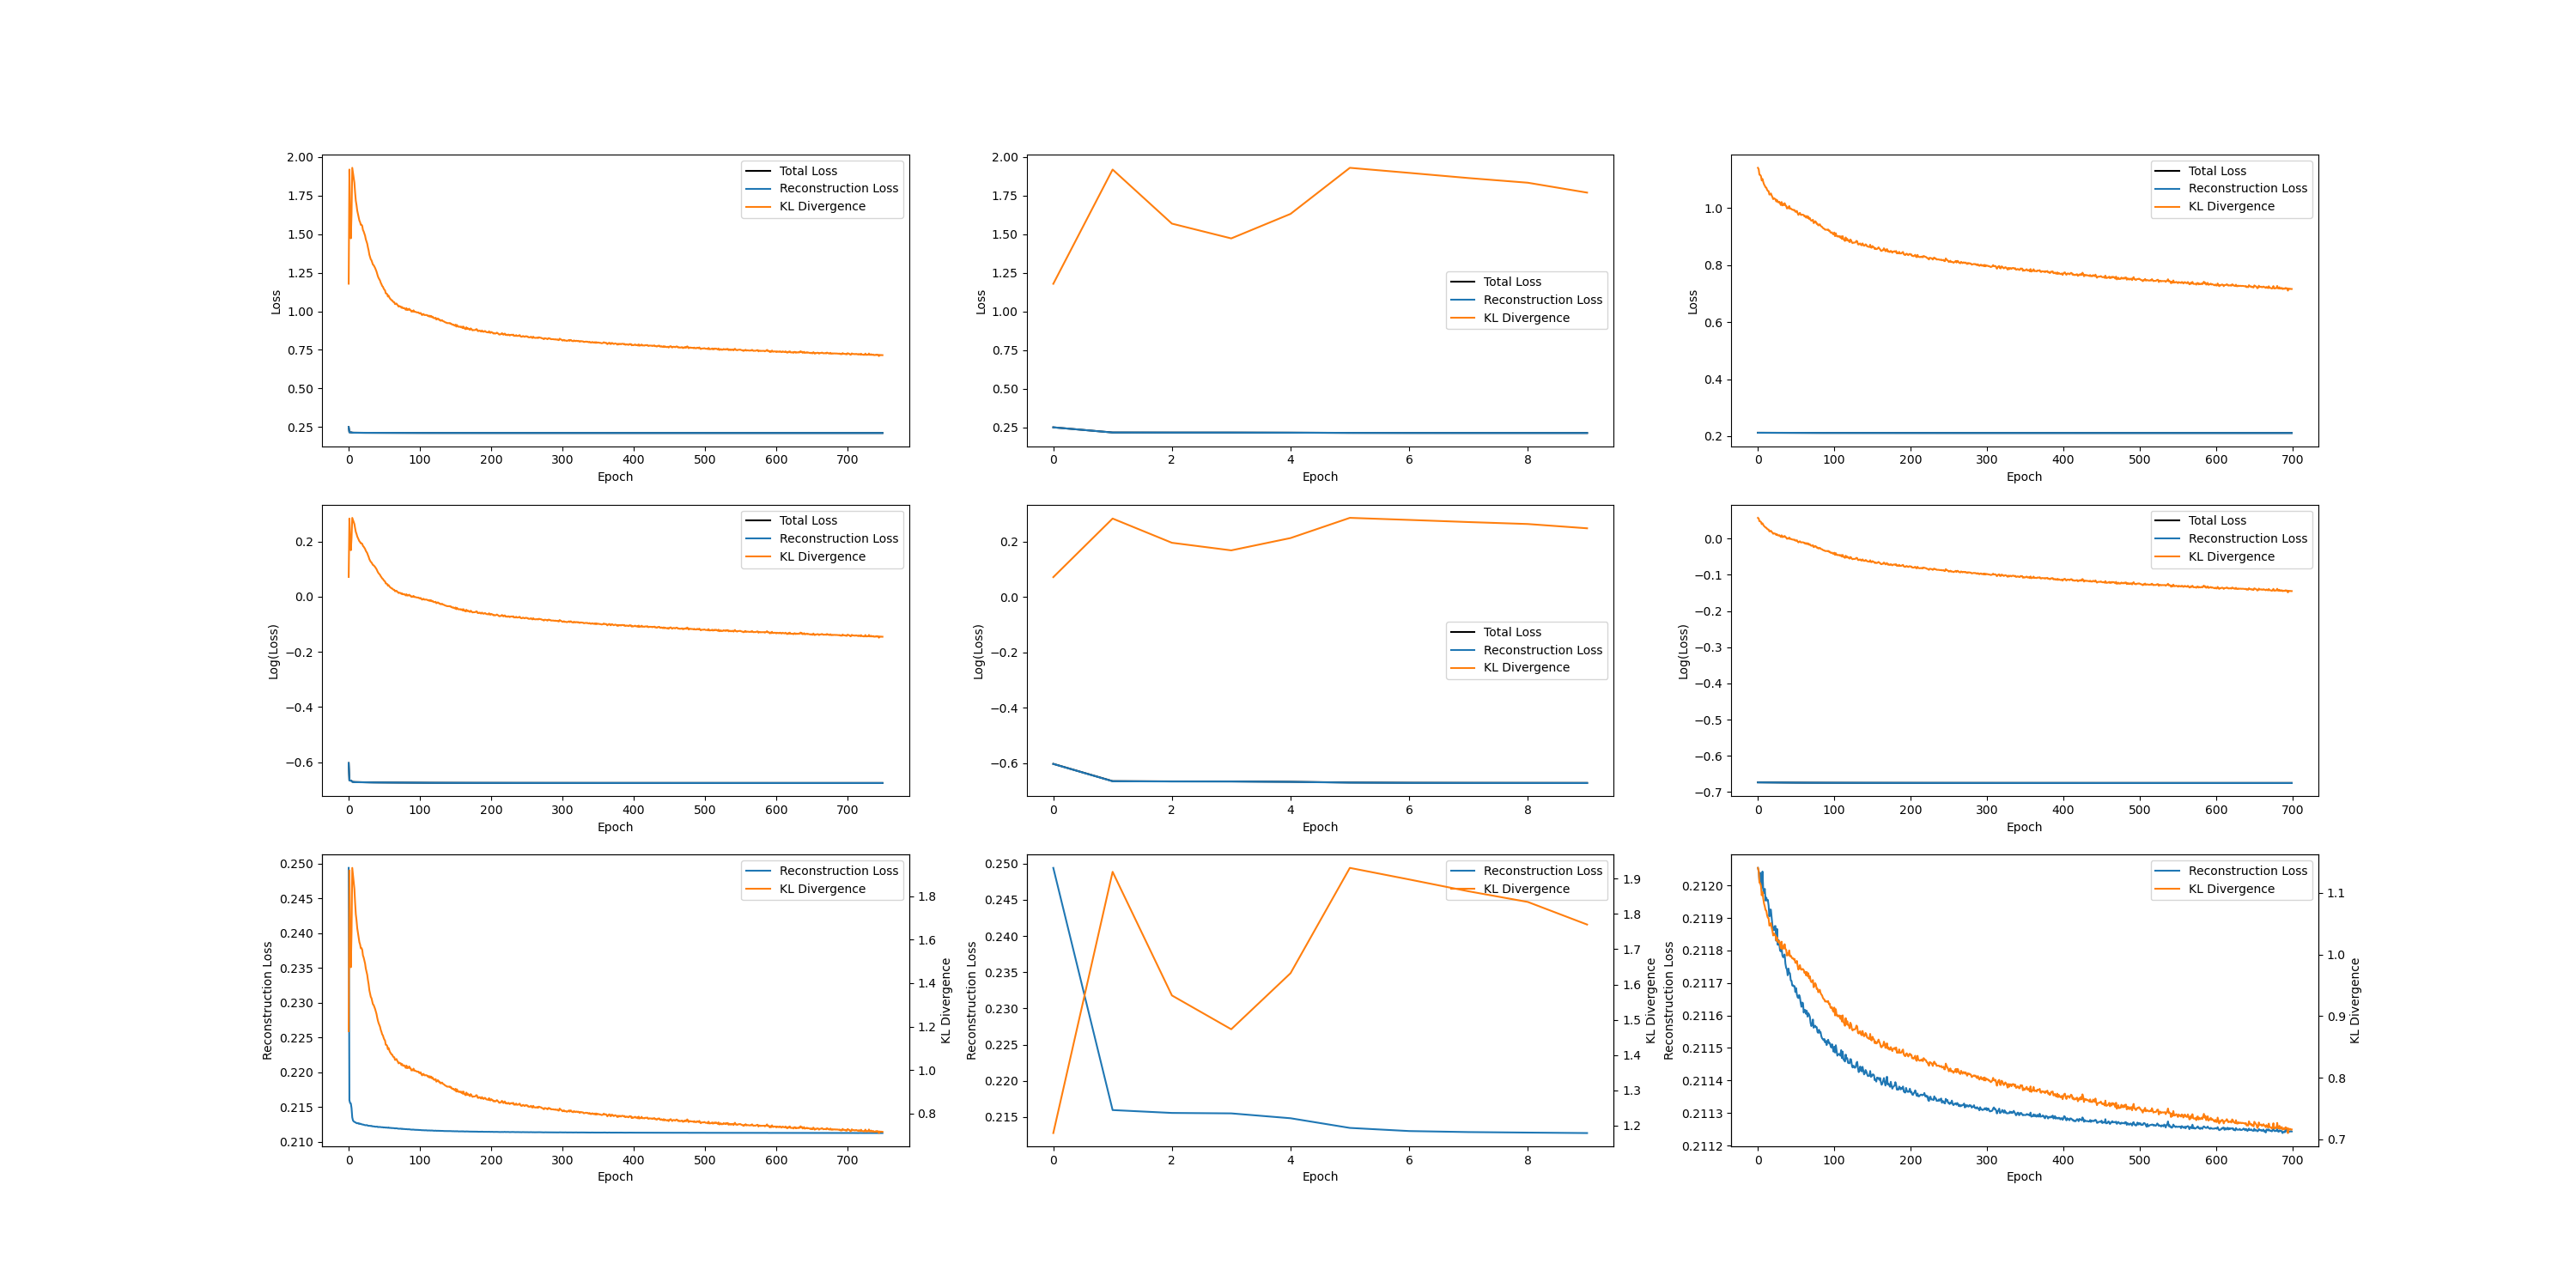 2.00
1.75
1.50
1.25
1.00
0.75
0.50
0.25
Loss
0 100 200 300 400 500 600 700
Epoch
Total Loss
Reconstruction Loss
KL Divergence
2.00
1.75
1.50
1.25
1.00
0.75
0.50
0.25
Loss
0 2 4 6 8
Epoch
Total Loss
Reconstruction Loss
KL Divergence
1.0
0.8
0.6
0.4
0.2
Loss
0 100 200 300 400 500 600 700
Epoch
Total Loss
Reconstruction Loss
KL Divergence
0.2
0.0
−0.2
−0.4
−0.6
Log(Loss)
0 100 200 300 400 500 600 700
Epoch
Total Loss
Reconstruction Loss
KL Divergence
0.2
0.0
−0.2
−0.4
−0.6
Log(Loss)
0 2 4 6 8
Epoch
Total Loss
Reconstruction Loss
KL Divergence
0.0
−0.1
−0.2
−0.3
−0.4
−0.5
−0.6
−0.7
Log(Loss)
0 100 200 300 400 500 600 700
Epoch
Total Loss
Reconstruction Loss
KL Divergence
0.250
0.245
0.240
0.235
0.230
0.225
0.220
0.215
0.210
Reconstruction Loss
0 100 200 300 400 500 600 700
Epoch
Reconstruction Loss
KL Divergence
1.8
1.6
1.4
1.2
1.0
0.8
KL Divergence
0.250
0.245
0.240
0.235
0.230
0.225
0.220
0.215
Reconstruction Loss
0 2 4 6 8
Epoch
Reconstruction Loss
KL Divergence
1.9
1.8
1.7
1.6
1.5
1.4
1.3
1.2
KL Divergence
0.2120
0.2119
0.2118
0.2117
0.2116
0.2115
0.2114
0.2113
0.2112
Reconstruction Loss
0 100 200 300 400 500 600 700
Epoch
Reconstruction Loss
KL Divergence
1.1
1.0
0.9
0.8
0.7
KL Divergence